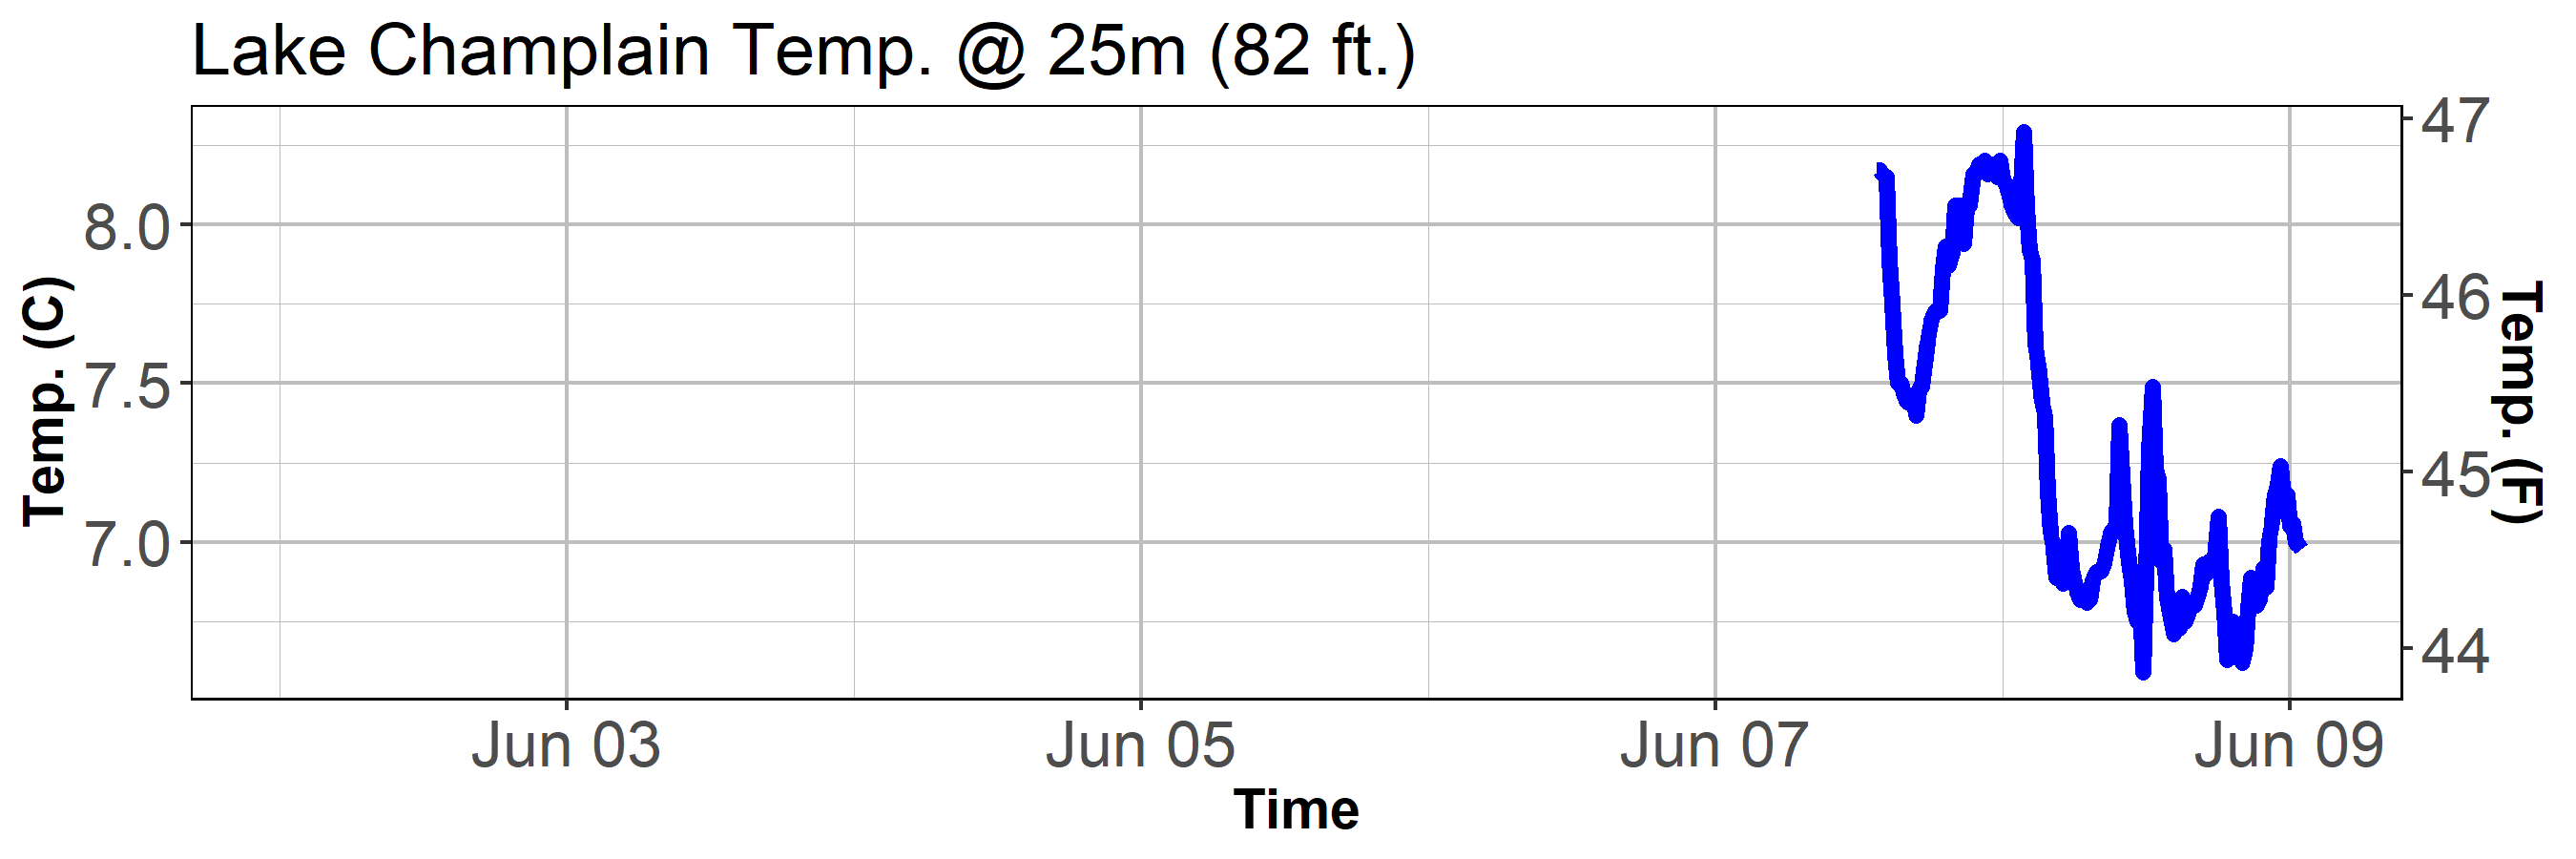 Lake Champlain Temp. @ 25m (82 ft.)
47
8.0
46
7.5
45
7.0
44
Temp. (C)
Temp. (F)
Jun 03 Jun 05 Jun 07 Jun 09
Time